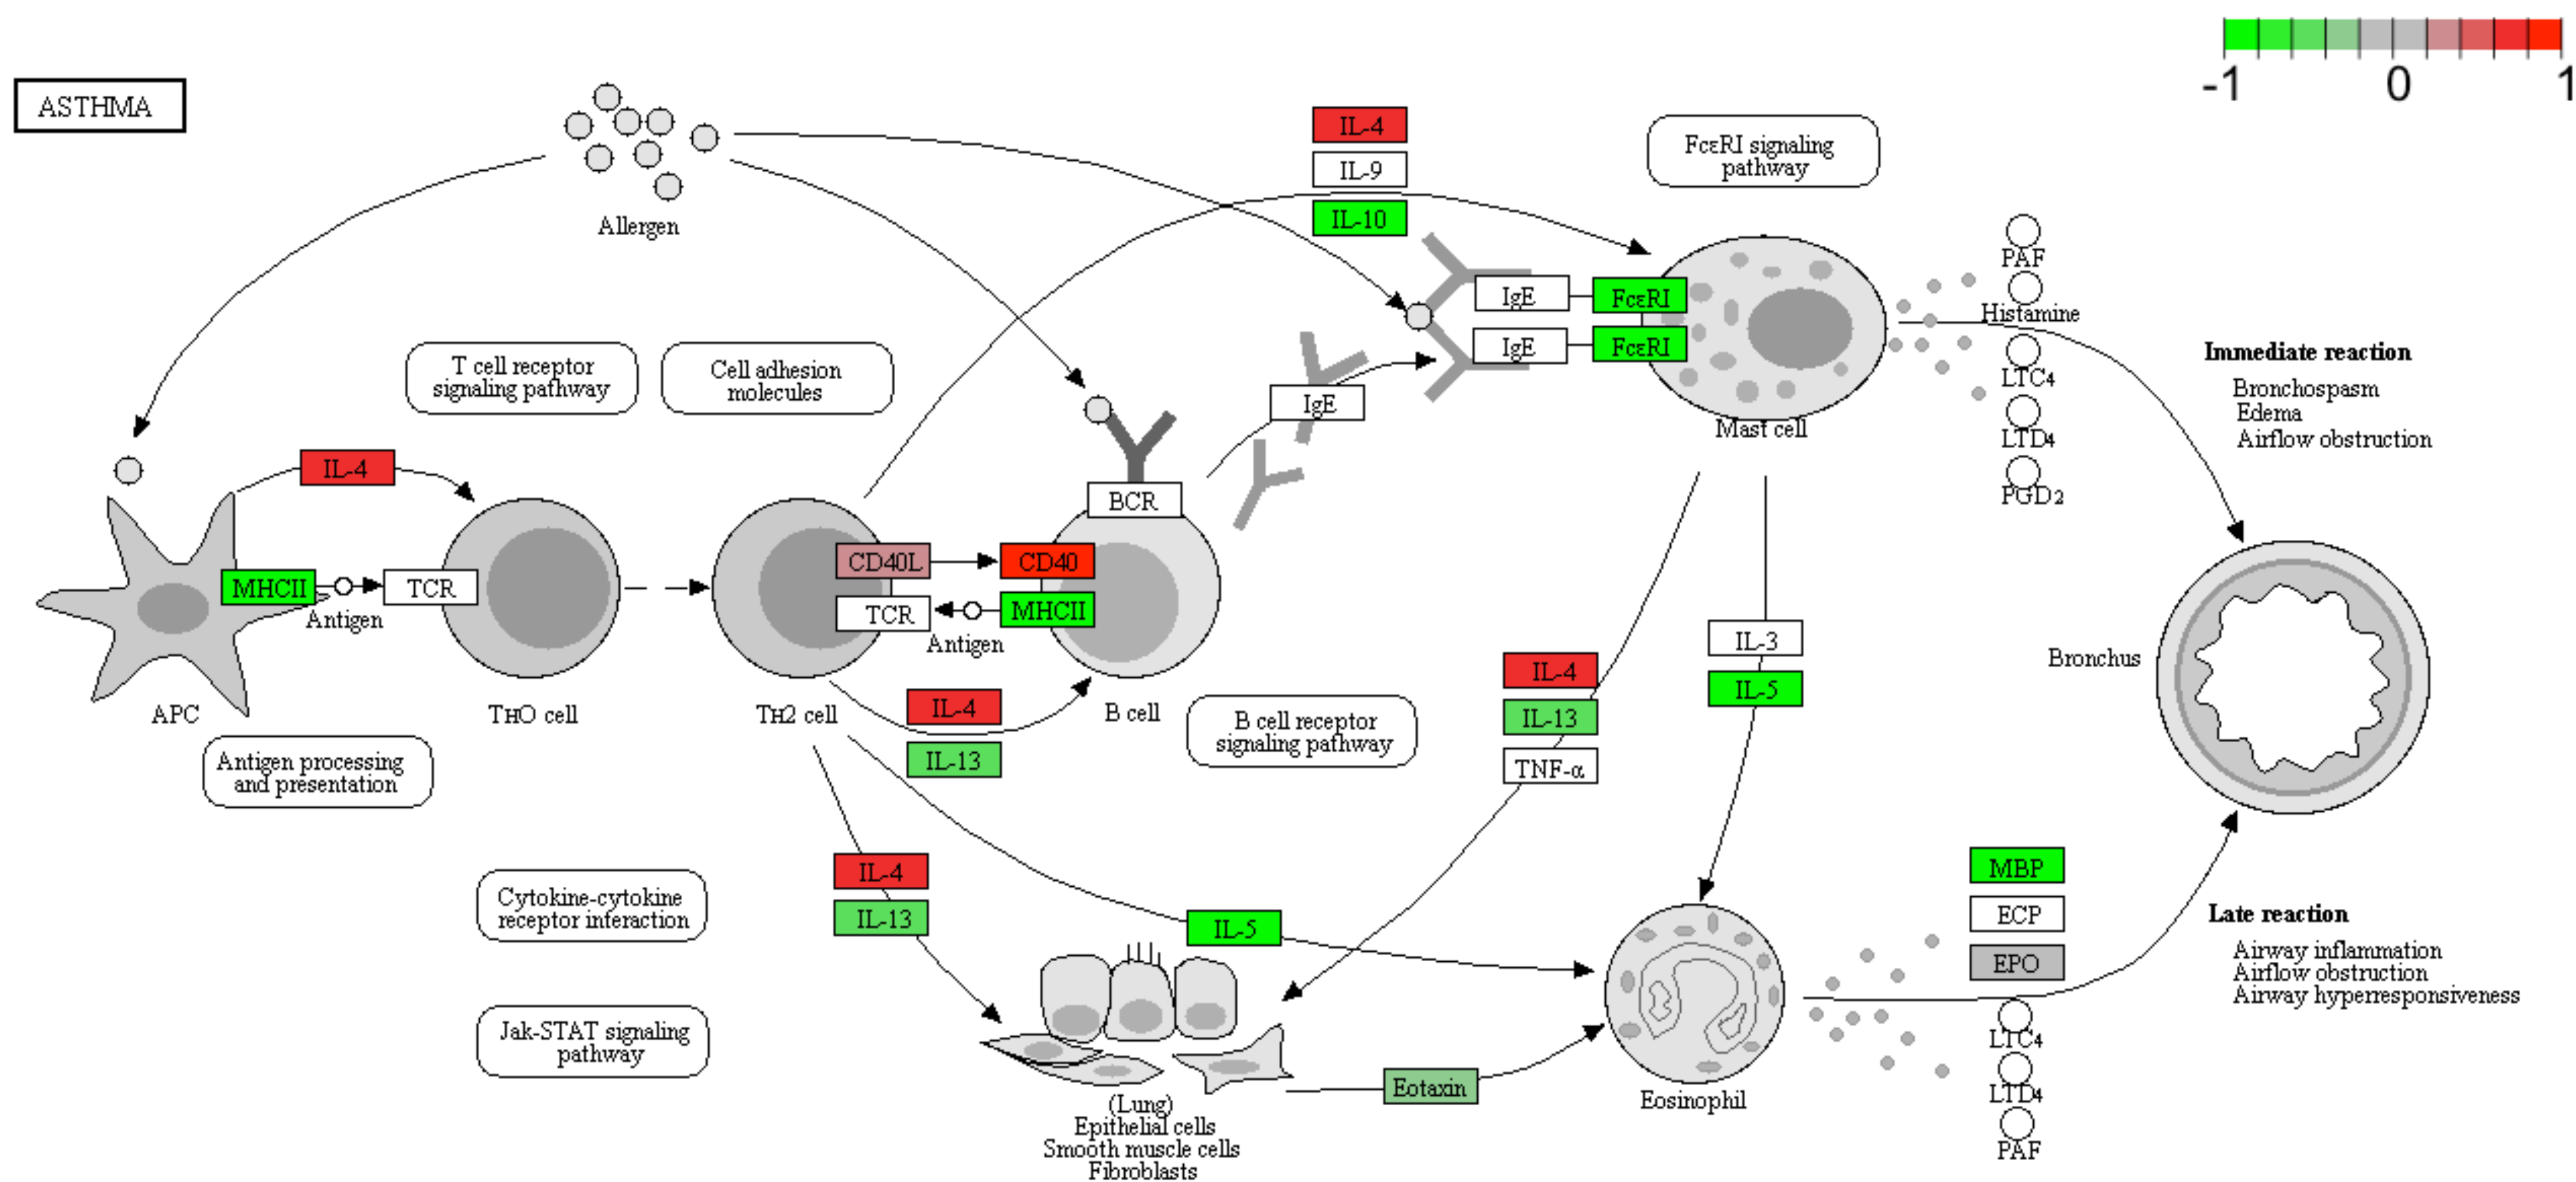 -1 0 1
ASTHMA
Allergen
IL-4
IL-9
IL-10
FcεRI signaling
pathway
IgE
FcεRI
IgE
FcεRI
Mast cell
PAF
Histamine
LTC4
LTD4
PGD2
Immediate reaction
Bronchospasm
Edema
Airflow obstruction
T cell receptor
signaling pathway
Cell adhesion
molecules
IgE
IL-4
BCR
MHCII
TCR
Antigen
CD40L
CD40
TCR
MHCII
Antigen
APC
TH0 cell
TH2 cell
B cell
IL-4
IL-13
Antigen processing
and presentation
B cell receptor
signaling pathway
IL-4
IL-13
TNF-α
IL-3
IL-5
Bronchus
IL-4
IL-13
IL-5
Cytokine-cytokine
receptor interaction
Jak-STAT signaling
pathway
(Lung)
Epithelial cells
Smooth muscle cells
Fibroblasts
Eotaxin
Eosinophil
MBP
ECP
EPO
LTC4
LTD4
PAF
Late reaction
Airway inflammation
Airflow obstruction
Airway hyperresponsiveness